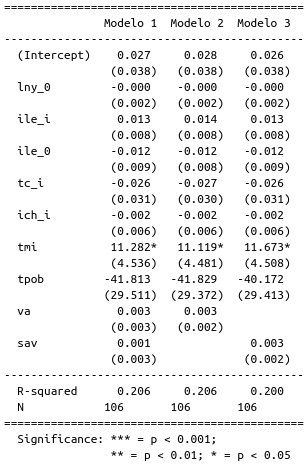 ==============================================
             Modelo 1  Modelo 2  Modelo 3
----------------------------------------------
(Intercept)    0.027     0.028     0.026
              (0.038)   (0.038)   (0.038)
lny_0         -0.000    -0.000    -0.000
              (0.002)   (0.002)   (0.002)
ile_i          0.013     0.014     0.013
              (0.008)   (0.008)   (0.008)
ile_0         -0.012    -0.012    -0.012
              (0.009)   (0.008)   (0.009)
tc_i          -0.026    -0.027    -0.026
              (0.031)   (0.030)   (0.031)
ich_i         -0.002    -0.002    -0.002
              (0.006)   (0.006)   (0.006)
tmi           11.282*   11.119*   11.673*
              (4.536)   (4.481)   (4.508)
tpob         -41.813   -41.829   -40.172
             (29.511)  (29.372)  (29.413)
va             0.003     0.003
              (0.003)   (0.002)
sav            0.001               0.003
              (0.003)             (0.002)
----------------------------------------------
R-squared      0.206     0.206     0.200
N            106       106       106
==============================================
Significance: *** = p < 0.001;
              ** = p < 0.01; * = p < 0.05